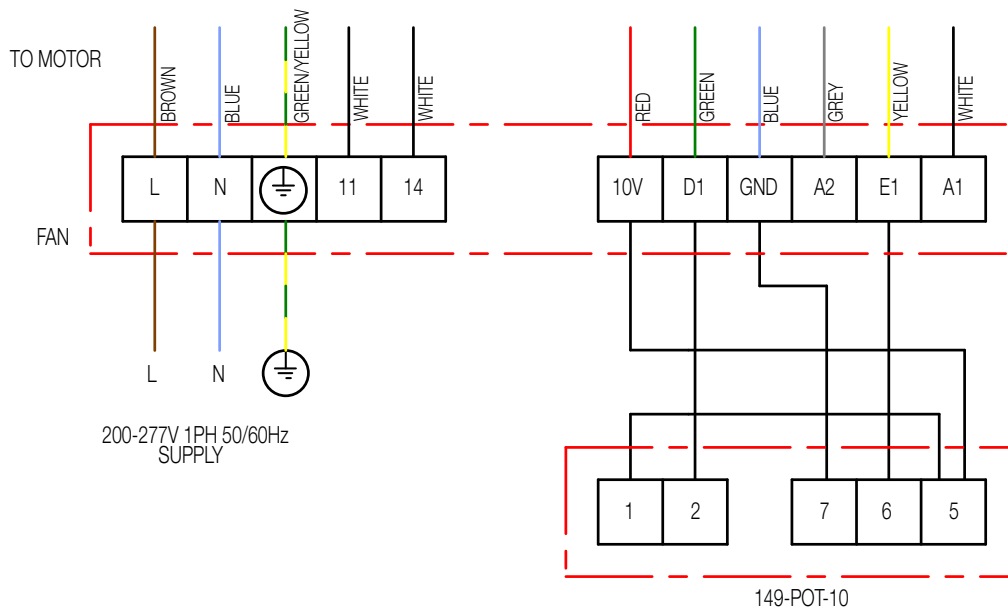 TO MOTOR
BROWN
BLUE
GREEN/YELLOW
WHITE
WHITE
RED
GREEN
BLUE
GREY
YELLOW
WHITE
L N 11 14
10V D1 GND A2 E1 A1
FAN
L N
200-277V 1PH 50/60Hz
SUPPLY
1 2 7 6 5
149-POT-10